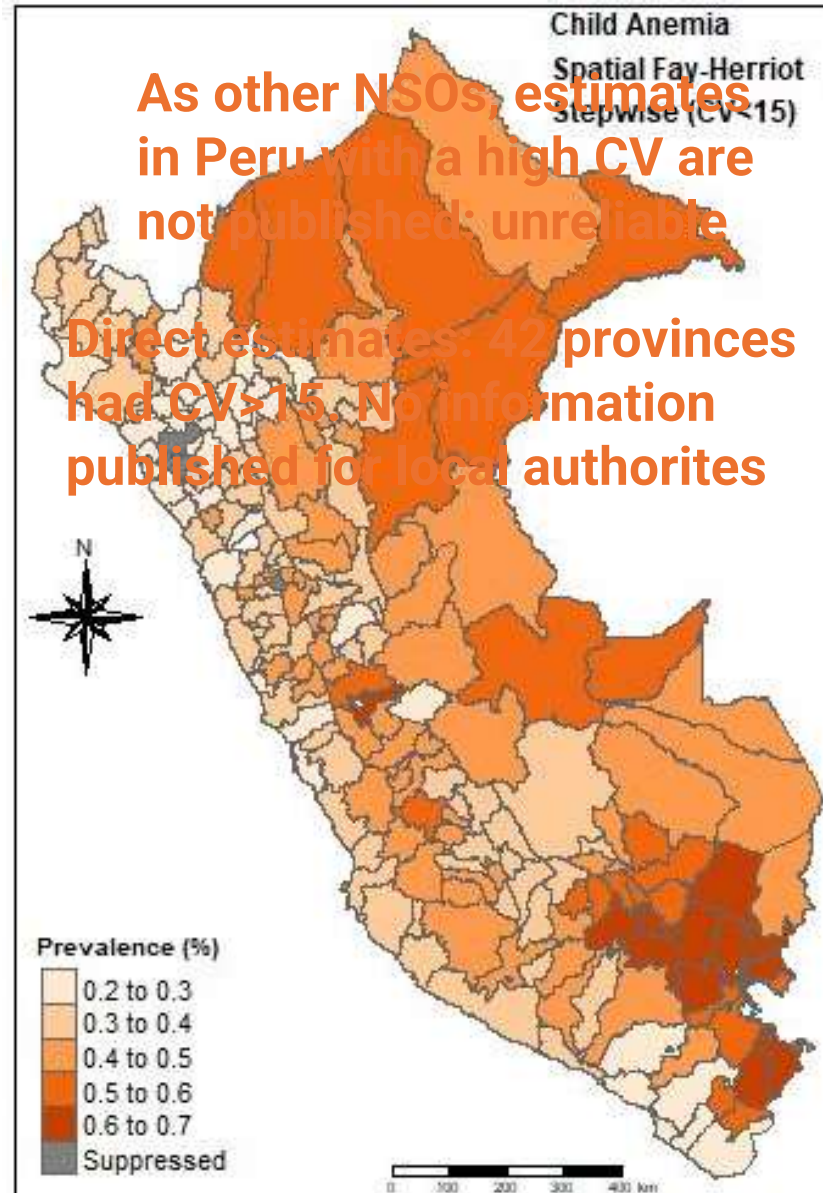 Child Anemia
Spatial Fay-Herriot
Stepwise (CV<15)
As other NSOs, estimates
in Peru with a high CV are
not published; unreliable
Direct estimates: 42 provinces
had CV>15. No information
published for local authorites
N
Prevalence (%)
0.2 to 0.3
0.3 to 0.4
0.4 to 0.5
0.5 to 0.6
0.6 to 0.7
Suppressed
0 100 200 300 400 km